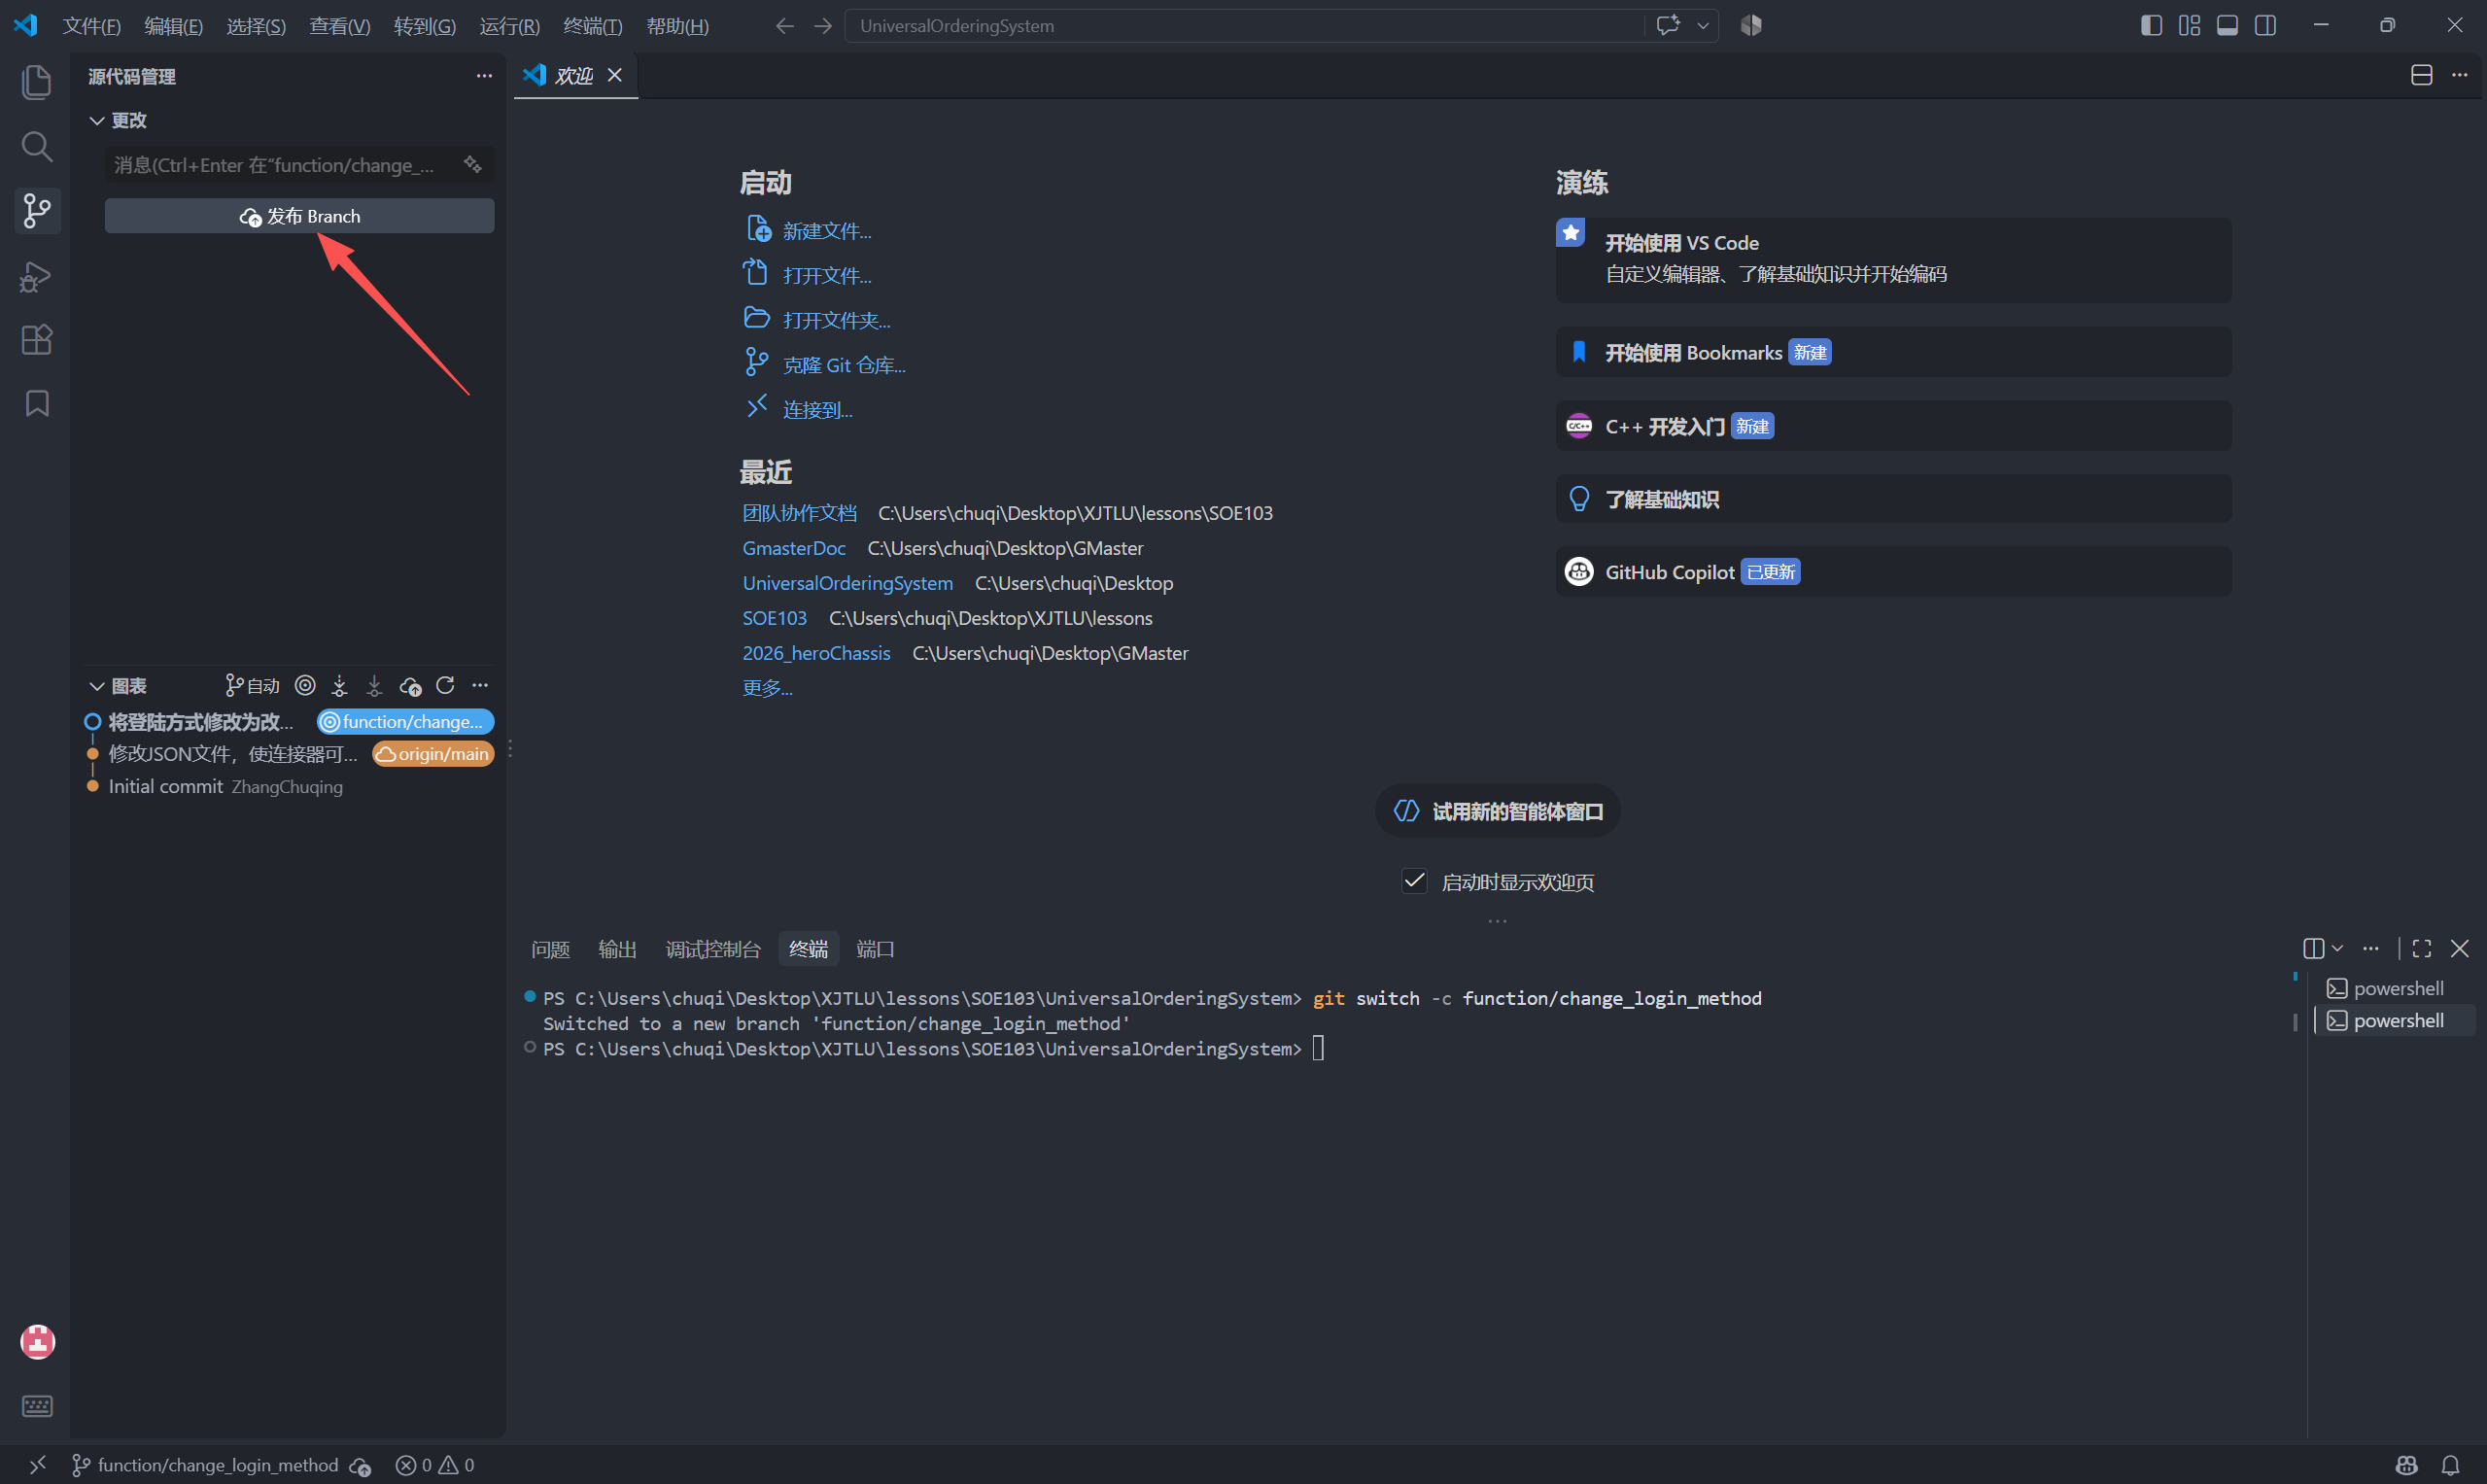 文件(F) 编辑(E) 选择(S) 查看(V) 转到(G) 运行(R) 终端(T) 帮助(H)
UniversalOrderingSystem
源代码管理
更改
消息(Ctrl+Enter 在“function/change_...
发布 Branch
图表
自动
将登陆方式修改为改... function/change...
修改JSON文件，使连接器可... origin/main
Initial commit ZhangChuqing
欢迎
启动
新建文件...
打开文件...
打开文件夹...
克隆 Git 仓库...
连接到...
最近
团队协作文档 C:\Users\chuqi\Desktop\XJTLU\lessons\SOE103
GmasterDoc C:\Users\chuqi\Desktop\GMaster
UniversalOrderingSystem C:\Users\chuqi\Desktop
SOE103 C:\Users\chuqi\Desktop\XJTLU\lessons
2026_heroChassis C:\Users\chuqi\Desktop\GMaster
更多...
演练
开始使用 VS Code
自定义编辑器、了解基础知识并开始编码
开始使用 Bookmarks 新建
C/C++
C++ 开发入门 新建
了解基础知识
GitHub Copilot 已更新
试用新的智能体窗口
启动时显示欢迎页
问题 输出 调试控制台 终端 端口
PS C:\Users\chuqi\Desktop\XJTLU\lessons\SOE103\UniversalOrderingSystem> git switch -c function/change_login_method
Switched to a new branch 'function/change_login_method'
PS C:\Users\chuqi\Desktop\XJTLU\lessons\SOE103\UniversalOrderingSystem>
powershell
powershell
function/change_login_method 0 0